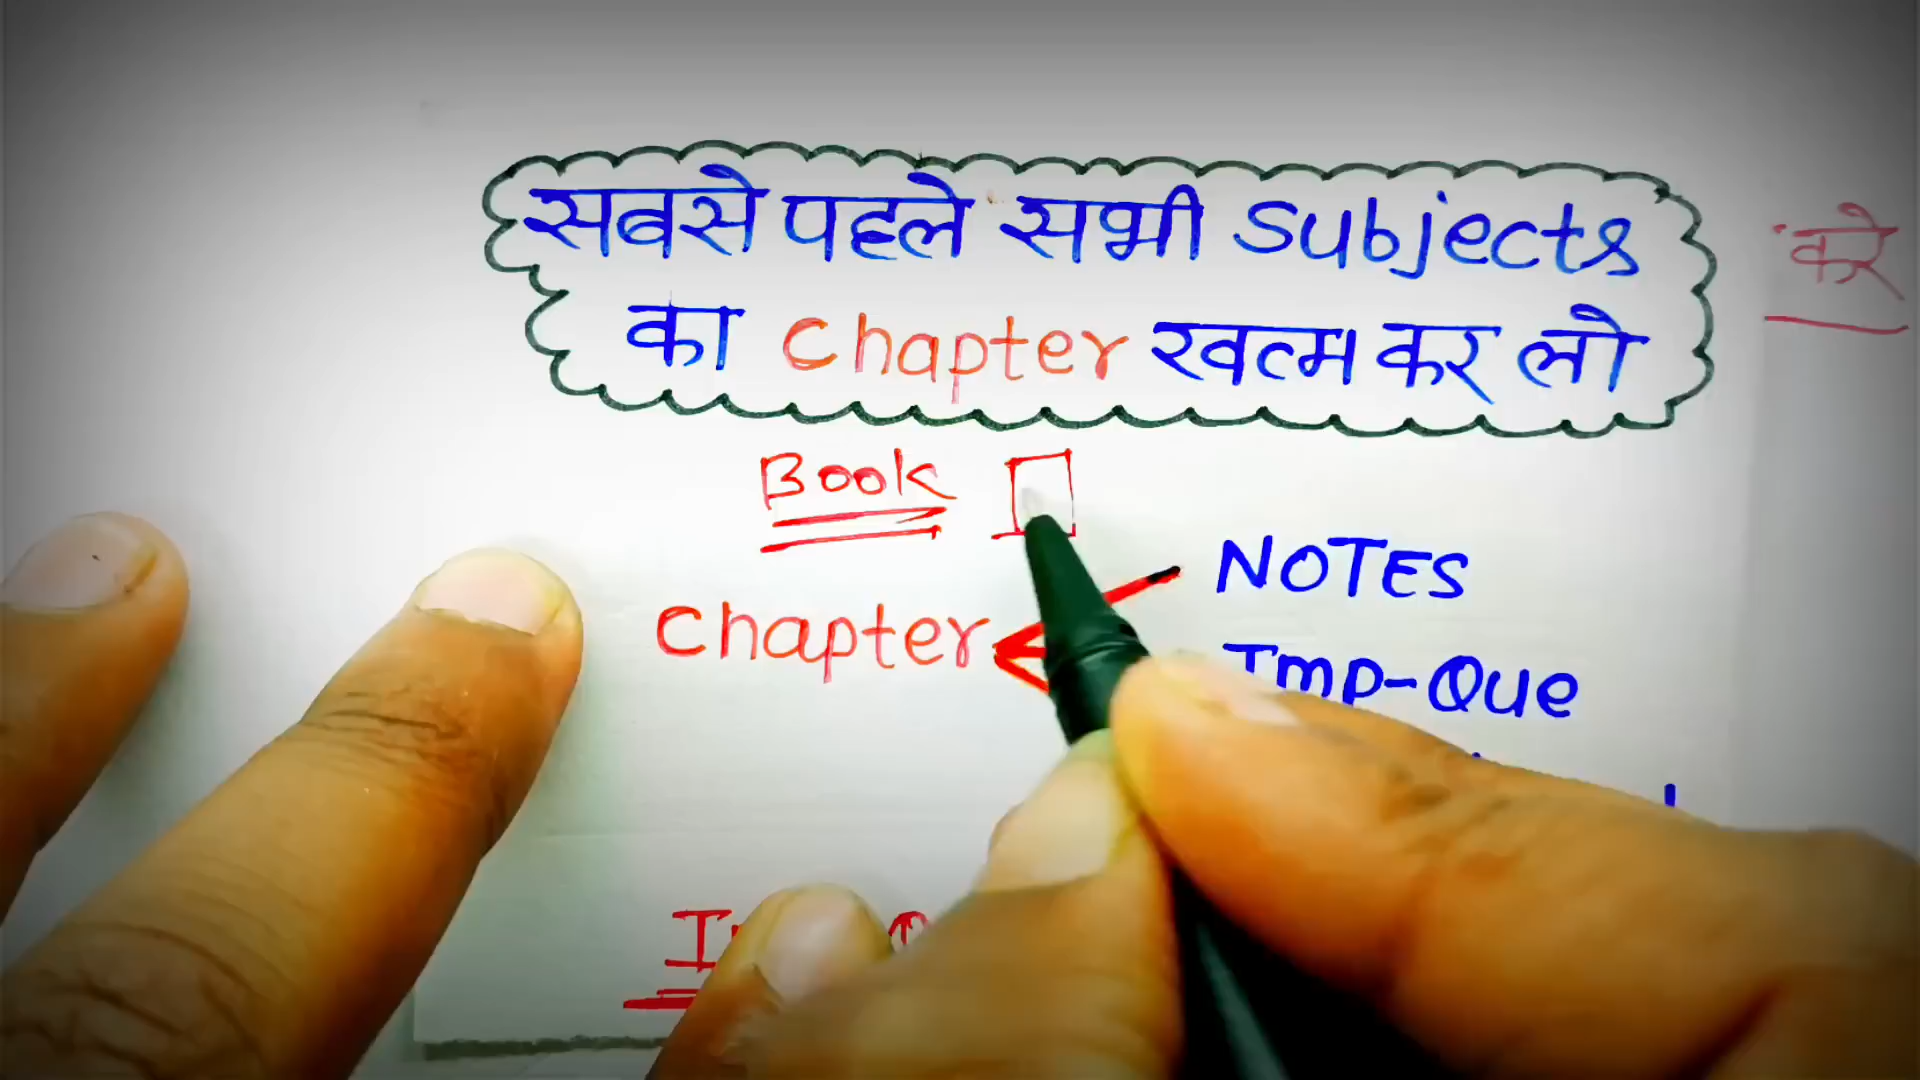 सबसे पहले सभी Subjects
का Chapter खत्म कर लो
करे
Book
NOTES
Chapter
Imp-Que